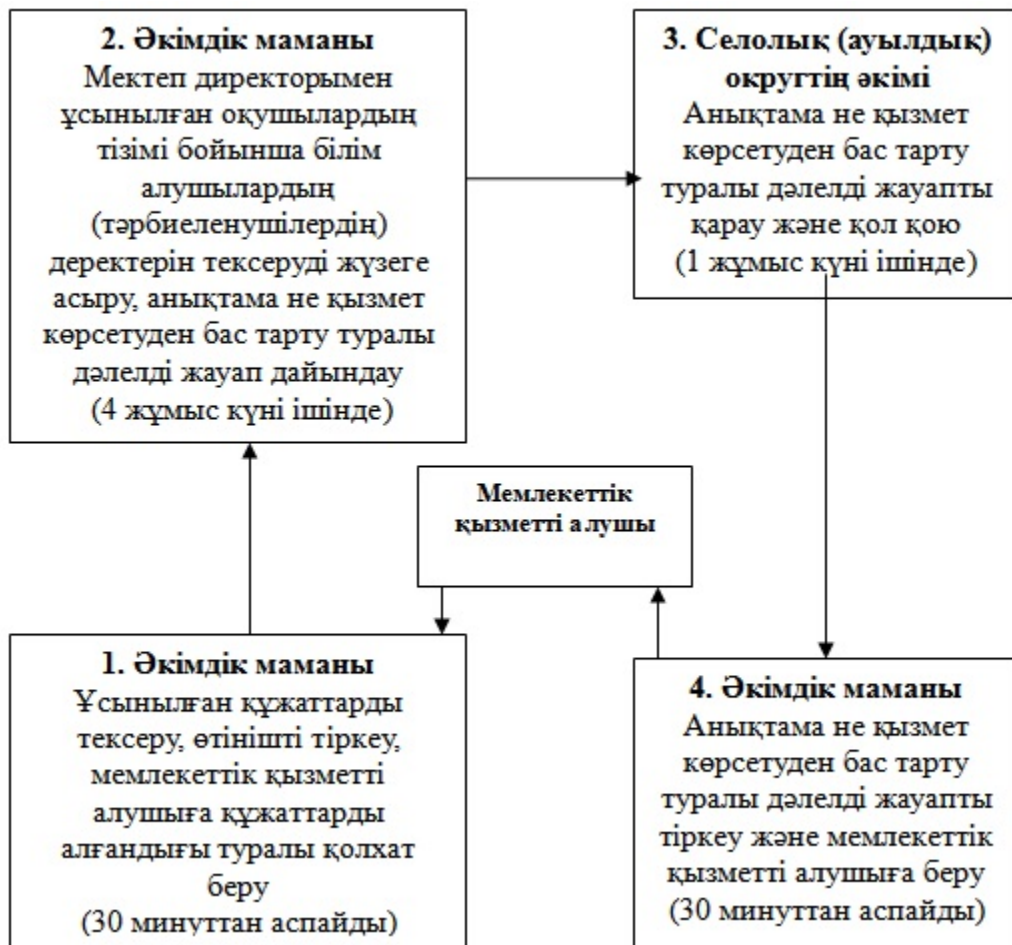 2. Әкімдік маманы
Мектеп директорымен
ұсынылған оқушылардың
тізімі бойынша білім
алушылардың
(тәрбиеленушілердің)
деректерін тексеруді жүзеге
асыру, анықтама не қызмет
көрсетуден бас тарту туралы
дәлелді жауап дайындау
(4 жұмыс күні ішінде)
3. Селолық (ауылдық)
округтің әкімі
Анықтама не қызмет
көрсетуден бас тарту
туралы дәлелді жауапты
қарау және қол қою
(1 жұмыс күні ішінде)
Мемлекеттік
қызметті алушы
1. Әкімдік маманы
Ұсынылған құжаттарды
тексеру, өтінішті тіркеу,
мемлекеттік қызметті
алушыға құжаттарды
алғандығы туралы қолхат
беру
(30 минуттан аспайды)
4. Әкімдік маманы
Анықтама не қызмет
көрсетуден бас тарту
туралы дәлелді жауапты
тіркеу және мемлекеттік
қызметті алушыға беру
(30 минуттан аспайды)